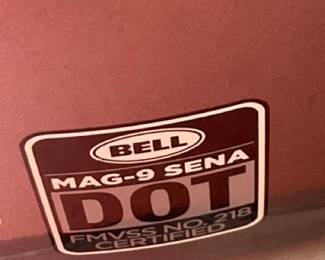 BELL
MAG-9 SENA
DOT
FMVSS NO. 218
CERTIFIED